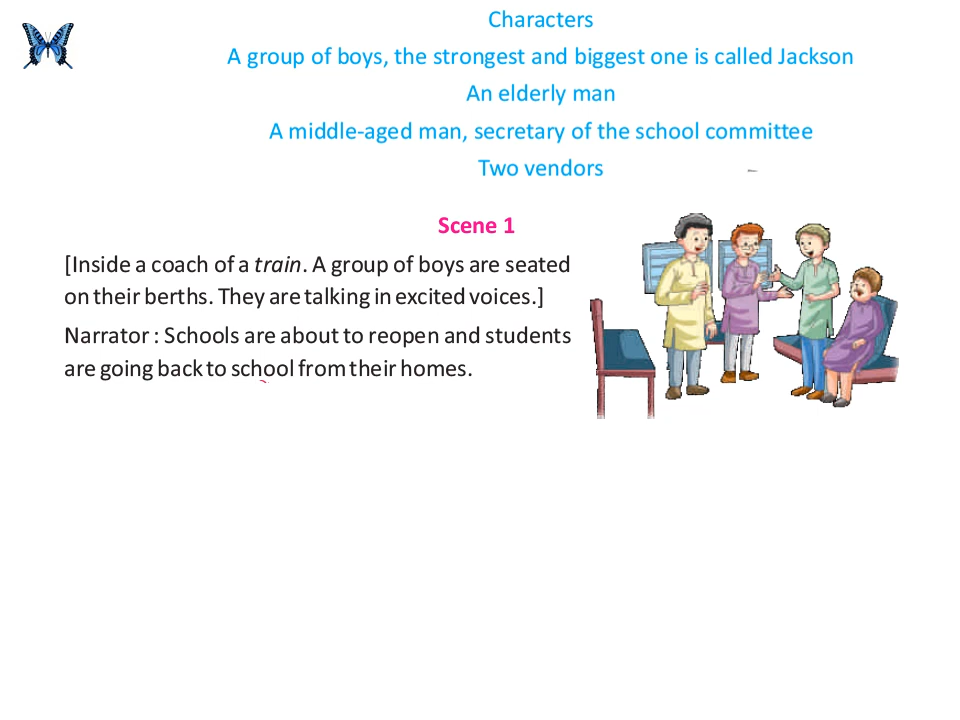 Characters
A group of boys, the strongest and biggest one is called Jackson
An elderly man
A middle-aged man, secretary of the school committee
Two vendors
Scene 1
[Inside a coach of a train. A group of boys are seated
on their berths. They are talking in excited voices.]
Narrator : Schools are about to reopen and students
are going back to school from their homes.